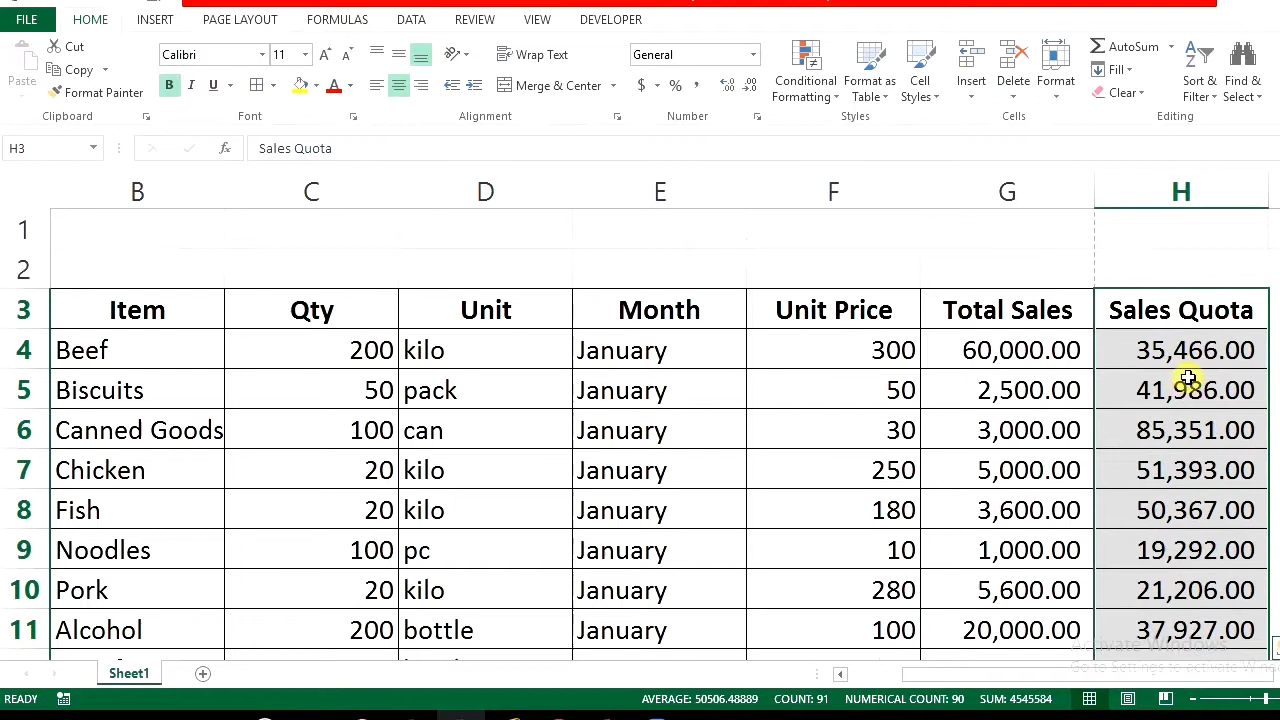 FILE HOME INSERT PAGE LAYOUT FORMULAS DATA REVIEW VIEW DEVELOPER
Cut
Copy
Format Painter
Paste
Clipboard
Calibri 11
B I U
Font
Wrap Text
Merge & Center
Alignment
General
$ % ,
Number
Conditional Formatting
Format as Table
Cell Styles
Styles
Insert Delete Format
Cells
AutoSum
Fill
Clear
Sort & Filter
Find & Select
Editing
H3 fx Sales Quota
B C D E F G H
1
2
3 Item Qty Unit Month Unit Price Total Sales Sales Quota
4 Beef 200 kilo January 300 60,000.00 35,466.00
5 Biscuits 50 pack January 50 2,500.00 41,986.00
6 Canned Goods 100 can January 30 3,000.00 85,351.00
7 Chicken 20 kilo January 250 5,000.00 51,393.00
8 Fish 20 kilo January 180 3,600.00 50,367.00
9 Noodles 100 pc January 10 1,000.00 19,292.00
10 Pork 20 kilo January 280 5,600.00 21,206.00
11 Alcohol 200 bottle January 100 20,000.00 37,927.00
Activate Windows
Go to Settings to activate Win
Sheet1
READY AVERAGE: 50506.48889 COUNT: 91 NUMERICAL COUNT: 90 SUM: 4545584